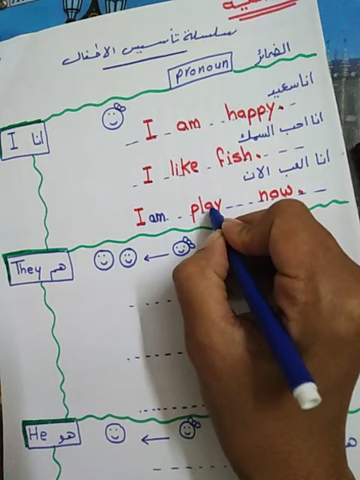 سلسلة تأسيس الأطفال
الضمائر
pronoun
انا سعيد
I انا
I am happy.
انا احب السمك
I like fish.
انا العب الان
I am play now.
They هم
He هو